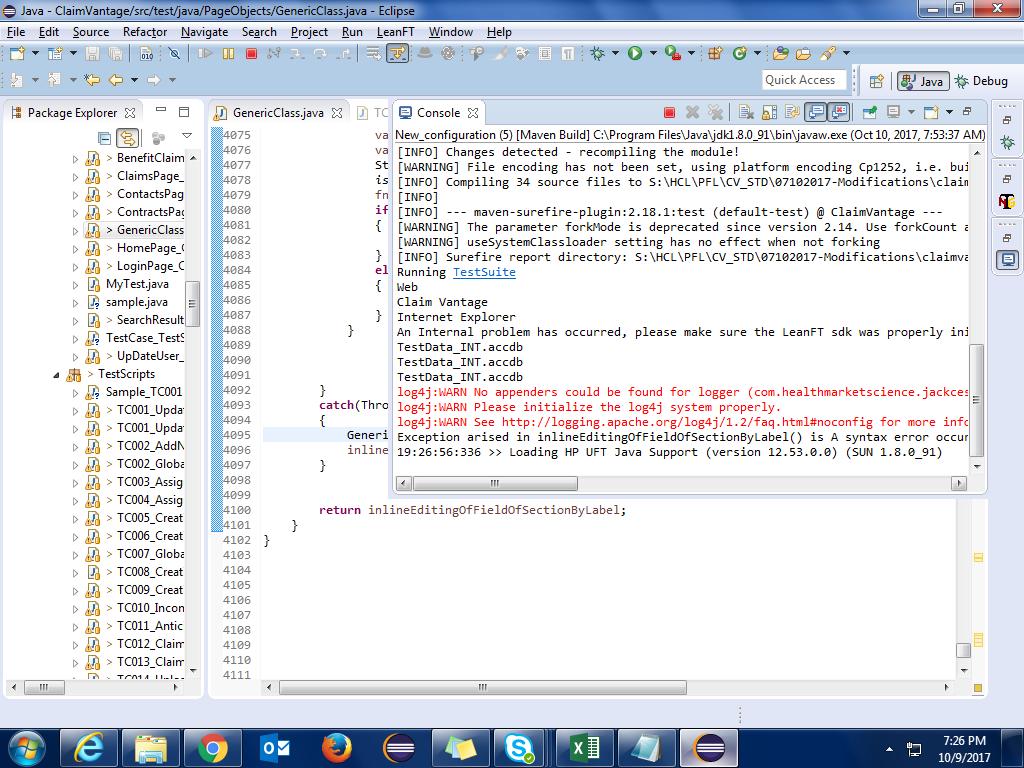 Java - ClaimVantage/src/test/java/PageObjects/GenericClass.java - Eclipse
File Edit Source Refactor Navigate Search Project Run LeanFT Window Help
Quick Access
Java
Debug
Package Explorer
> BenefitClaim
> ClaimsPage_
> ContactsPag
> ContractsPag
> GenericClass
> HomePage_C
> LoginPage_C
MyTest.java
sample.java
> SearchResult
TestCase_TestS
> UpDateUser_
> TestScripts
Sample_TC001
> TC001_Upda
> TC001_Upda
> TC002_AddN
> TC002_Globa
> TC003_Assig
> TC004_Assig
> TC005_Creat
> TC006_Creat
> TC007_Globa
> TC008_Creat
> TC009_Creat
> TC010_Incon
> TC011_Antic
> TC012_Claim
> TC013_Claim
GenericClass.java
TC
4075 va
4076 va
4077 St
4078 is
4079 fn
4080 if
4081 {
4082
4083 }
4084 el
4085 {
4086
4087 }
4088 }
4089
4090
4091
4092 }
4093 catch(Thro
4094 {
4095 Generi
4096 inline
4097 }
4098
4099
4100 return inlineEditingOfFieldOfSectionByLabel;
4101 }
4102 }
4103
4104
4105
4106
4107
4108
4109
4110
4111
Console
New_configuration (5) [Maven Build] C:\Program Files\Java\jdk1.8.0_91\bin\javaw.exe (Oct 10, 2017, 7:53:37 AM)
[INFO] Changes detected - recompiling the module!
[WARNING] File encoding has not been set, using platform encoding Cp1252, i.e. bui
[INFO] Compiling 34 source files to S:\HCL\PFL\CV_STD\07102017-Modifications\claim
[INFO]
[INFO] --- maven-surefire-plugin:2.18.1:test (default-test) @ ClaimVantage ---
[WARNING] The parameter forkMode is deprecated since version 2.14. Use forkCount a
[WARNING] useSystemClassloader setting has no effect when not forking
[INFO] Surefire report directory: S:\HCL\PFL\CV_STD\07102017-Modifications\claimva
Running TestSuite
Web
Claim Vantage
Internet Explorer
An Internal problem has occurred, please make sure the LeanFT sdk was properly ini
TestData_INT.accdb
TestData_INT.accdb
TestData_INT.accdb
log4j:WARN No appenders could be found for logger (com.healthmarketscience.jackces
log4j:WARN Please initialize the log4j system properly.
log4j:WARN See http://logging.apache.org/log4j/1.2/faq.html#noconfig for more info
Exception arised in inlineEditingOfFieldOfSectionByLabel() is A syntax error occur
19:26:56:336 >> Loading HP UFT Java Support (version 12.53.0.0) (SUN 1.8.0_91)
7:26 PM
10/9/2017